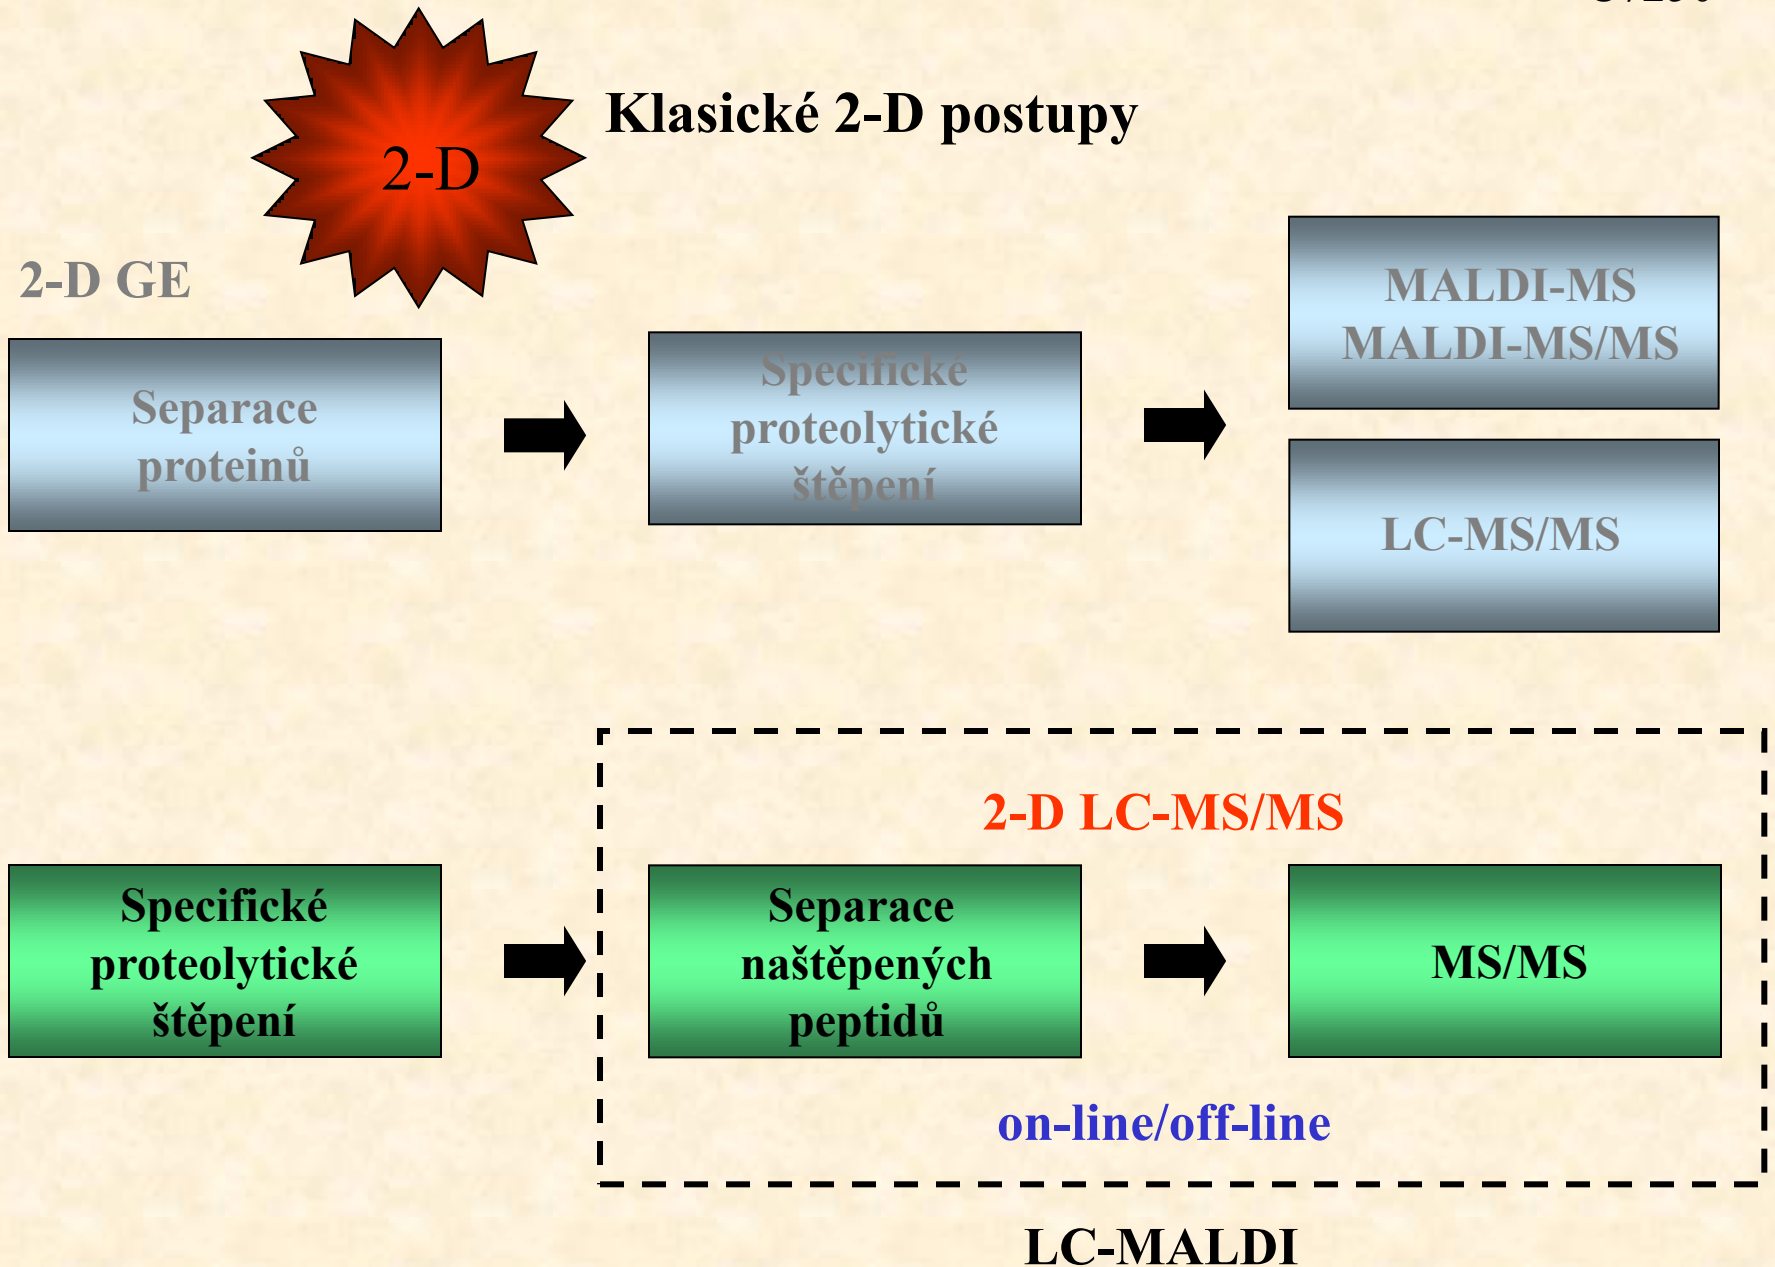 Klasické 2-D postupy
2-D
2-D GE
Separace
proteinů
Specifické
proteolytické
štěpení
MALDI-MS
MALDI-MS/MS
LC-MS/MS
2-D LC-MS/MS
Specifické
proteolytické
štěpení
Separace
naštěpených
peptidů
MS/MS
on-line/off-line
LC-MALDI